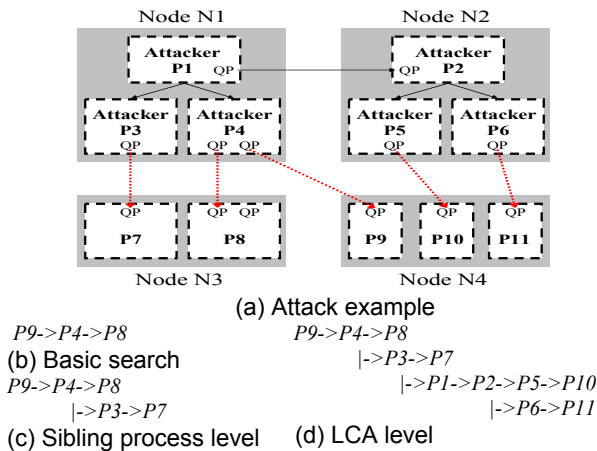 Node N1
Node N2
Attacker
P1
QP
Attacker
QP
P2
Attacker
P3
QP
Attacker
P4
QP QP
Attacker
P5
QP
Attacker
P6
QP
QP
P7
QP QP
P8
QP
P9
QP
P10
QP
P11
Node N3
Node N4
(a) Attack example
P9->P4->P8
(b) Basic search
P9->P4->P8
|->P3->P7
(c) Sibling process level
P9->P4->P8
|->P3->P7
|->P1->P2->P5->P10
|->P6->P11
(d) LCA level